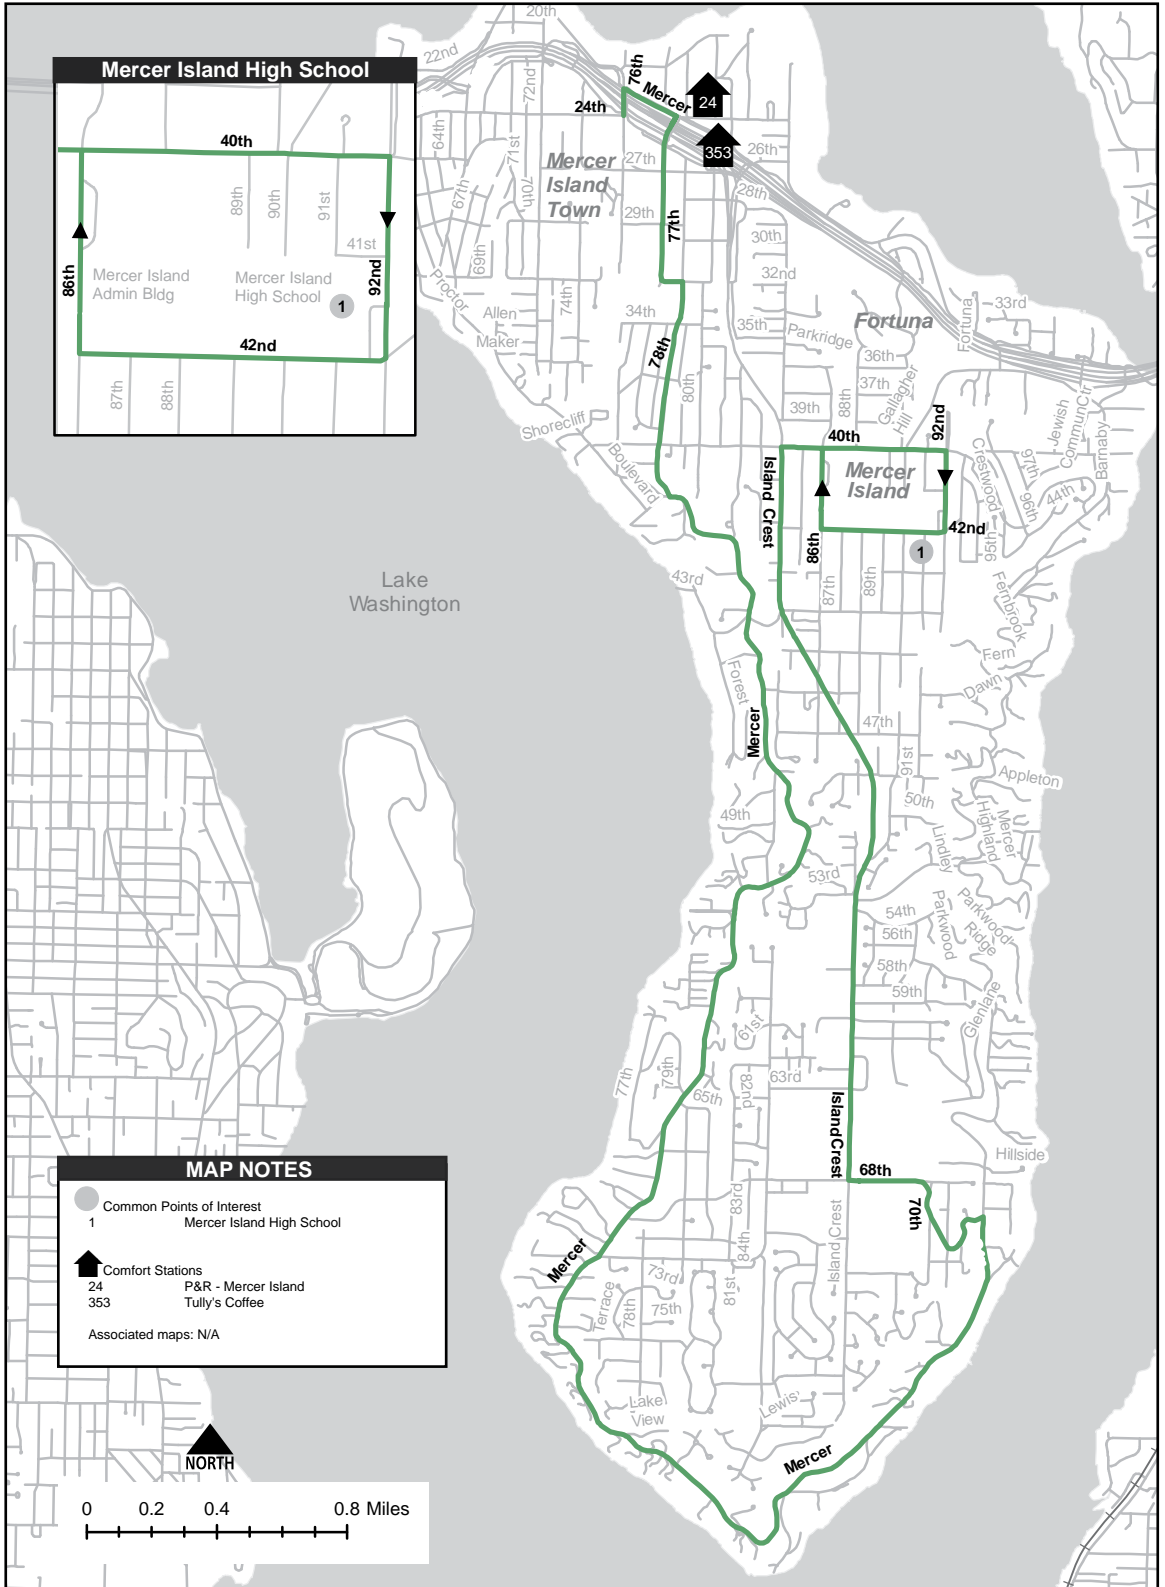 Mercer Island High School
40th
89th
90th
91st
41st
86th
Mercer Island
Admin Bldg
Mercer Island
High School
1
92nd
42nd
87th
88th
20th
22nd
72nd
76th
Mercer
24
24th
353
64th
71st
70th
67th
69th
Mercer
Island
Town
27th
26th
28th
29th
77th
30th
32nd
Proctor
Allen
Maker
74th
34th
35th
Parkridge
Fortuna
Fortuna
33rd
36th
37th
78th
80th
39th
88th
Gallagher
Hill
92nd
Shorecliff
Boulevard
40th
Mercer
Island
Island Crest
Crestwood
97th
96th
44th
Jewish
CommunCtr
Barnaby
42nd
95th
86th
1
43rd
87th
89th
Fernbrook
Fern
Dawn
Lake
Washington
Forest
Mercer
47th
91st
Appleton
50th
49th
Mercer
Highland
Lindley
53rd
54th
Parkwood
Parkwood
Ridge
56th
58th
59th
Glenlane
61st
63rd
77th
79th
65th
82nd
IslandCrest
Hillside
68th
70th
83rd
84th
Island Crest
Mercer
73rd
Terrace
78th
75th
81st
Lake
View
Lewis
Mercer
MAP NOTES
Common Points of Interest
1 Mercer Island High School
Comfort Stations
24 P&R - Mercer Island
353 Tully's Coffee
Associated maps: N/A
NORTH
0 0.2 0.4 0.8 Miles